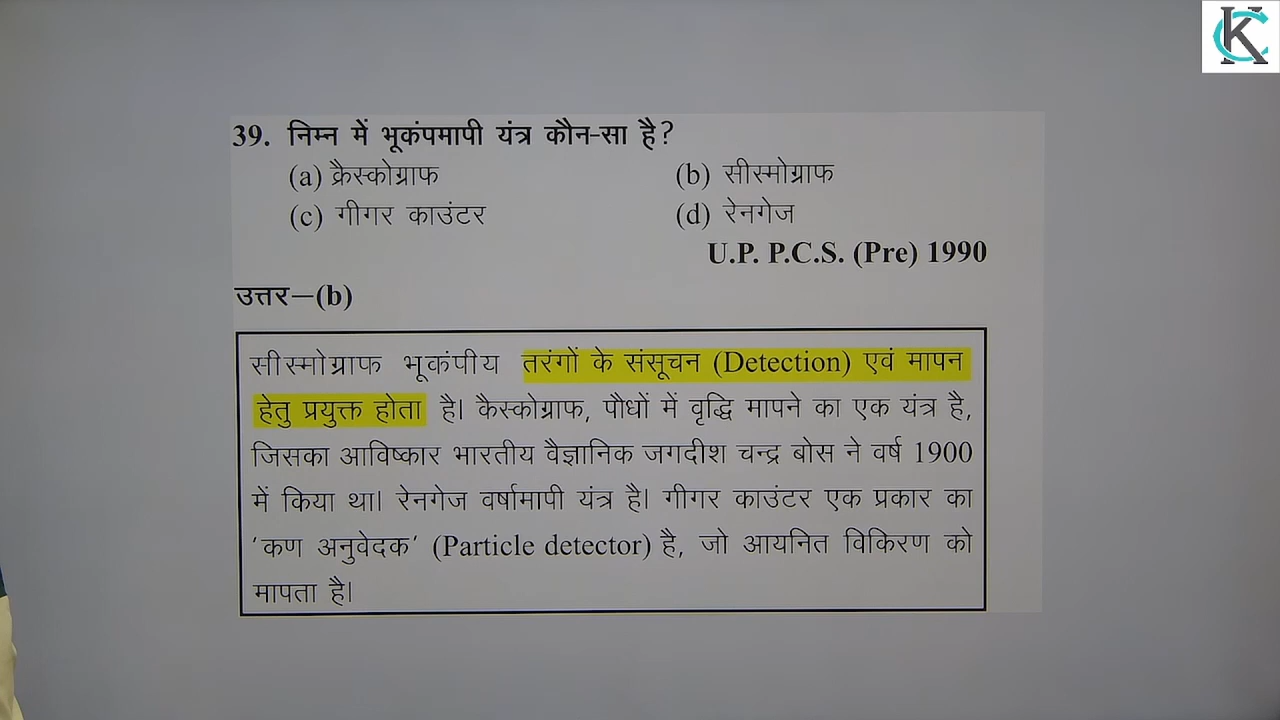 39. निम्न में भूकंपमापी यंत्र कौन-सा है?
(a) क्रैस्कोग्राफ (b) सीस्मोग्राफ
(c) गीगर काउंटर (d) रेनगेज
U.P. P.C.S. (Pre) 1990
उत्तर—(b)
सीस्मोग्राफ भूकंपीय तरंगों के संसूचन (Detection) एवं मापन
हेतु प्रयुक्त होता है। कैस्कोग्राफ, पौधों में वृद्धि मापने का एक यंत्र है,
जिसका आविष्कार भारतीय वैज्ञानिक जगदीश चन्द्र बोस ने वर्ष 1900
में किया था। रेनगेज वर्षामापी यंत्र है। गीगर काउंटर एक प्रकार का
'कण अनुवेदक' (Particle detector) है, जो आयनित विकिरण को
मापता है।
KC